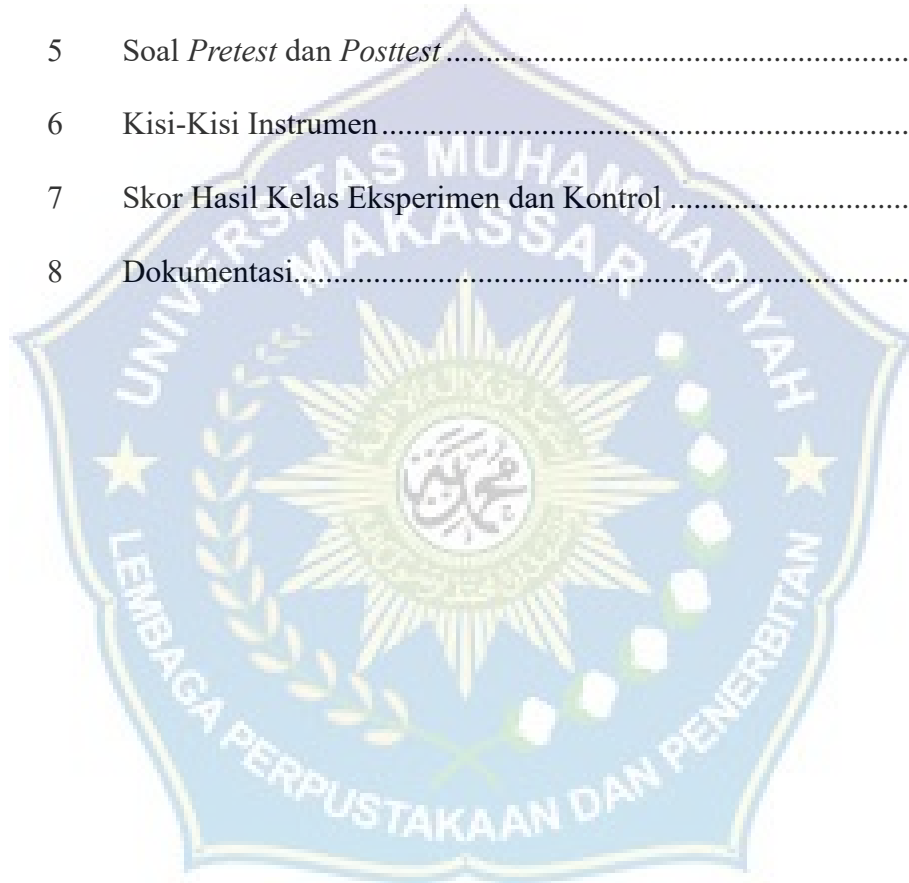 5 Soal Pretest dan Posttest ........................................................
6 Kisi-Kisi Instrumen ................................................................
7 Skor Hasil Kelas Eksperimen dan Kontrol .............................
8 Dokumentasi...........................................................................
UNIVERSITAS MUHAMMADIYAH
MAKASSAR
LEMBAGA PERPUSTAKAAN DAN PENERBITAN